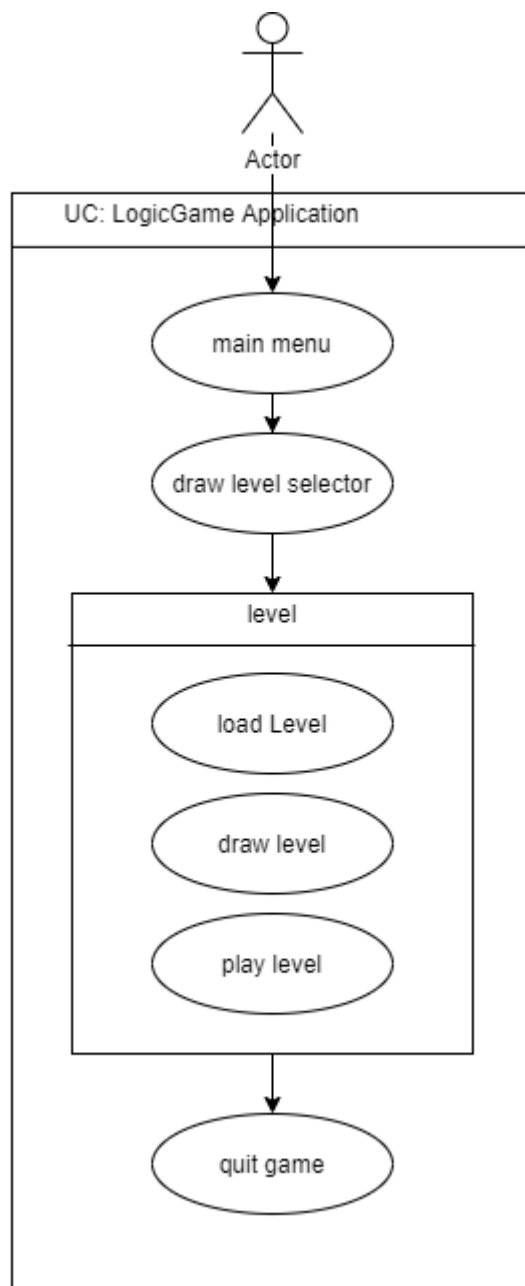 Actor
UC: LogicGame Application
main menu
draw level selector
level
load Level
draw level
play level
quit game